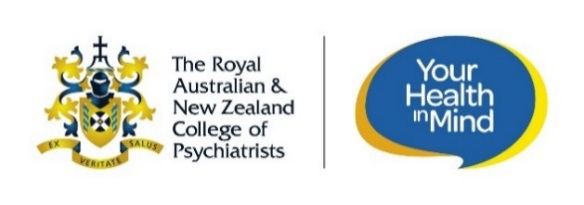 The Royal
Australian &
New Zealand
College of
Psychiatrists
EX VERITATE SALUS
Your
Health
in Mind